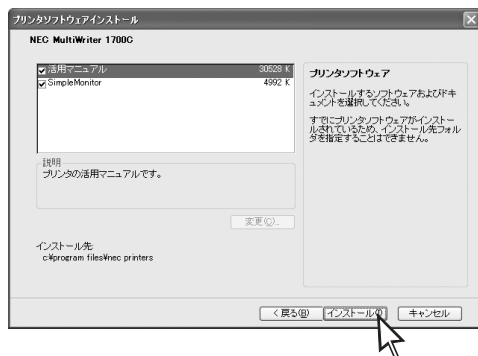 プリンタソフトウェアインストール
NEC MultiWriter 1700C
活用マニュアル 30528 K
SimpleMonitor 4992 K
説明
プリンタの活用マニュアルです。
変更(C)...
インストール先
c:¥program files¥nec printers
プリンタソフトウェア
インストールするソフトウェアおよびドキ
ュメントを選択してください。
すでにプリンタソフトウェアがインストー
ルされているため、インストール先フォル
ダを指定することはできません。
< 戻る(B)
インストール(I)
キャンセル